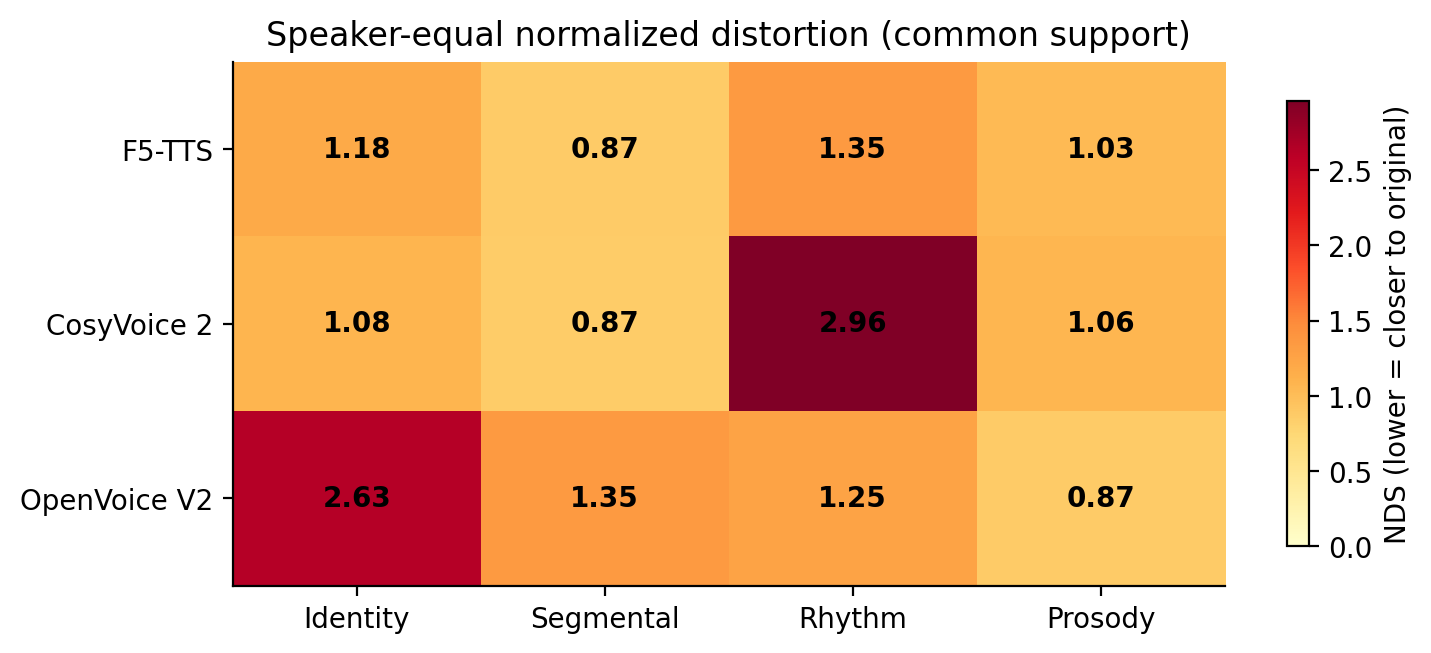 Speaker-equal normalized distortion (common support)
F5-TTS 1.18 0.87 1.35 1.03
CosyVoice 2 1.08 0.87 2.96 1.06
OpenVoice V2 2.63 1.35 1.25 0.87
Identity Segmental Rhythm Prosody
2.5
2.0
1.5
1.0
0.5
0.0
NDS (lower = closer to original)